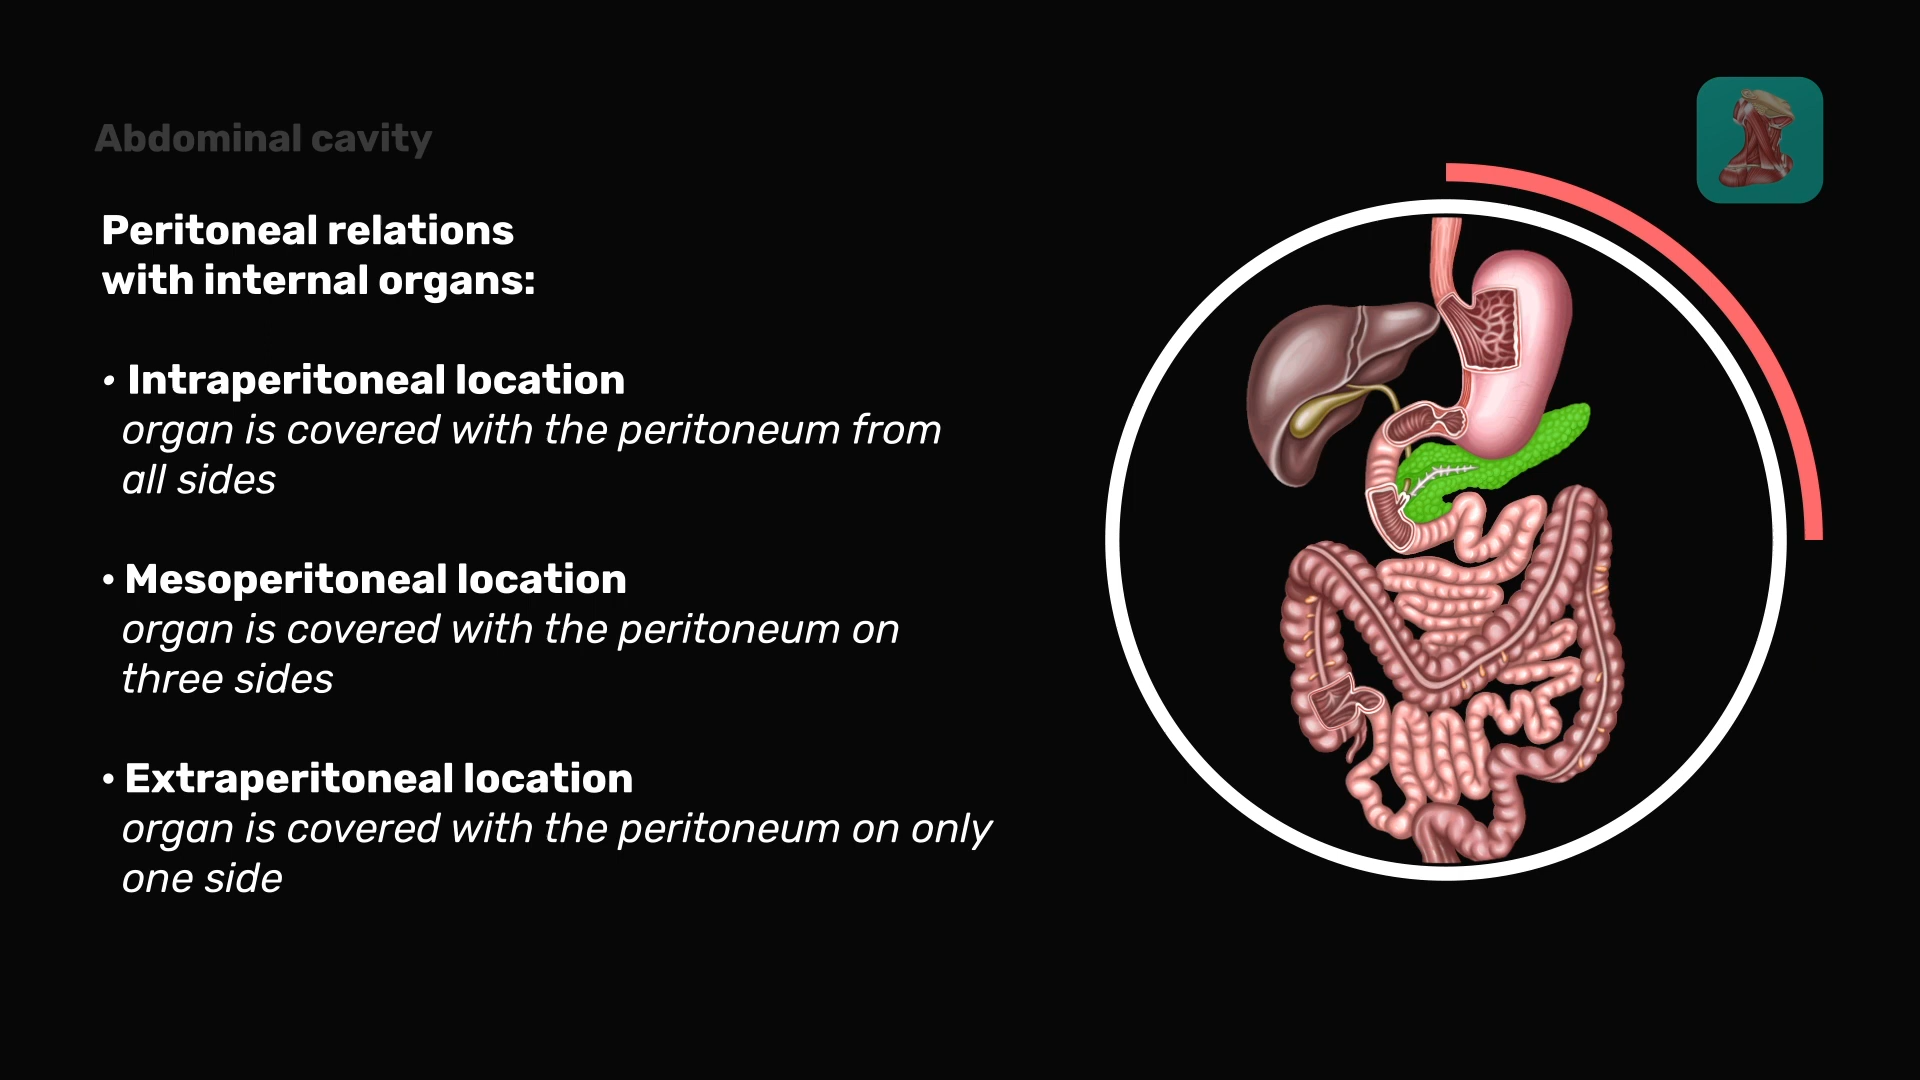 Abdominal cavity
Peritoneal relations
with internal organs:
• Intraperitoneal location
organ is covered with the peritoneum from
all sides
• Mesoperitoneal location
organ is covered with the peritoneum on
three sides
• Extraperitoneal location
organ is covered with the peritoneum on only
one side